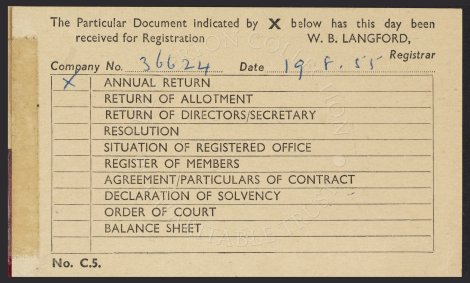 The Particular Document indicated by X below has this day been
received for Registration W. B. LANGFORD,
Registrar
Company No. 36624 Date 19.8.55
X ANNUAL RETURN
RETURN OF ALLOTMENT
RETURN OF DIRECTORS/SECRETARY
RESOLUTION
SITUATION OF REGISTERED OFFICE
REGISTER OF MEMBERS
AGREEMENT/PARTICULARS OF CONTRACT
DECLARATION OF SOLVENCY
ORDER OF COURT
BALANCE SHEET
No. C.5.